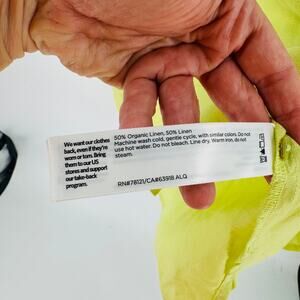 We want our clothes
back, even if they're
worn or torn. Bring
them to our US
stores and support
our take-back
program.
50% Organic Linen, 50% Linen
Machine wash cold, gentle cycle, with similar colors. Do not
use hot water. Do not bleach. Line dry. Warm iron, do not
steam.
RN#78121/CA#63918 ALQ